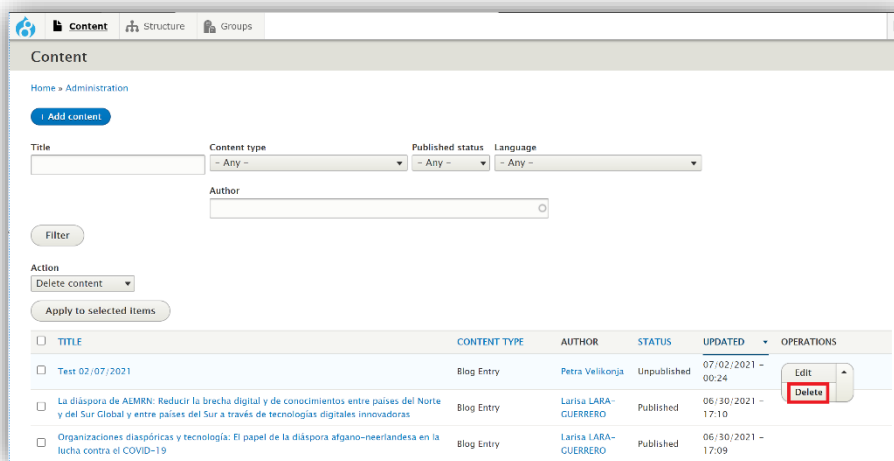 Content Structure Groups
Content
Home » Administration
+ Add content
Title Content type Published status Language
- Any - - Any - - Any -
Author
Filter
Action
Delete content
Apply to selected items
TITLE CONTENT TYPE AUTHOR STATUS UPDATED OPERATIONS
Test 02/07/2021 Blog Entry Petra Velikonja Unpublished 07/02/2021 – 00:24 Edit
Delete
La diáspora de AEMRN: Reducir la brecha digital y de conocimientos entre países del Norte
y del Sur Global y entre países del Sur a través de tecnologías digitales innovadoras
Blog Entry Larisa LARA-GUERRERO Published 06/30/2021 – 17:10
Organizaciones diaspóricas y tecnología: El papel de la diáspora afgano-neerlandesa en la
lucha contra el COVID-19
Blog Entry Larisa LARA-GUERRERO Published 06/30/2021 – 17:09